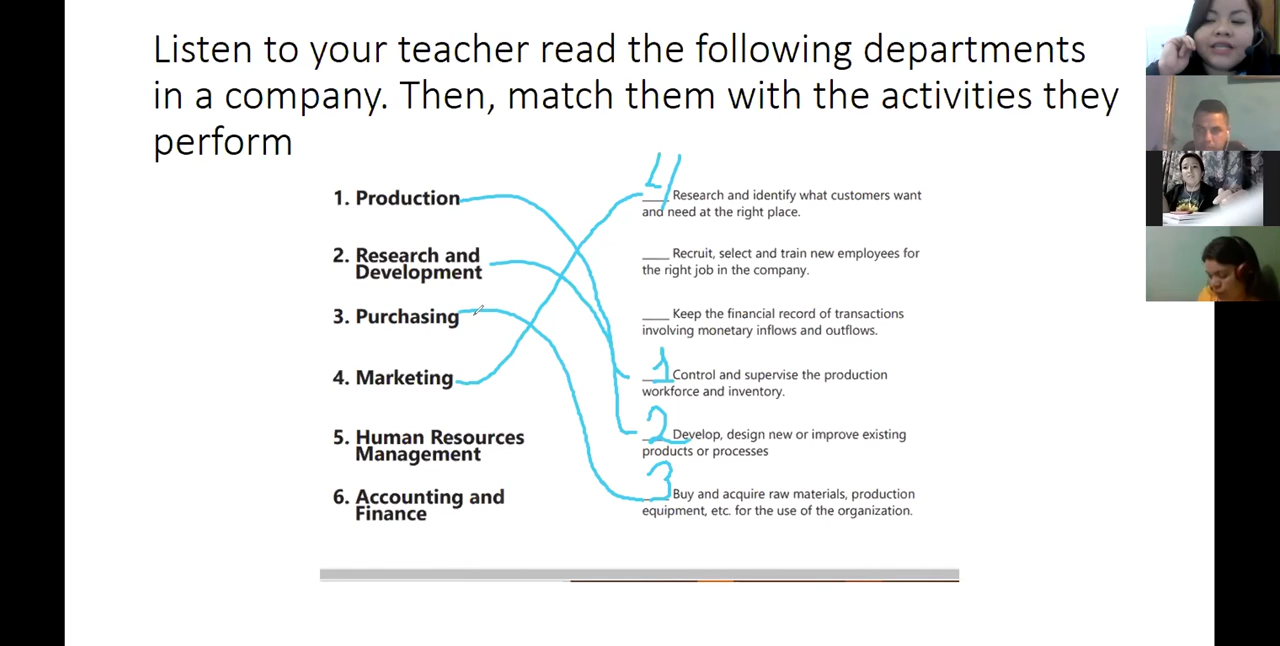 Listen to your teacher read the following departments
in a company. Then, match them with the activities they
perform
1. Production
2. Research and
Development
3. Purchasing
4. Marketing
5. Human Resources
Management
6. Accounting and
Finance
4 Research and identify what customers want
and need at the right place.
____ Recruit, select and train new employees for
the right job in the company.
____ Keep the financial record of transactions
involving monetary inflows and outflows.
1 Control and supervise the production
workforce and inventory.
2 Develop, design new or improve existing
products or processes
3 Buy and acquire raw materials, production
equipment, etc. for the use of the organization.